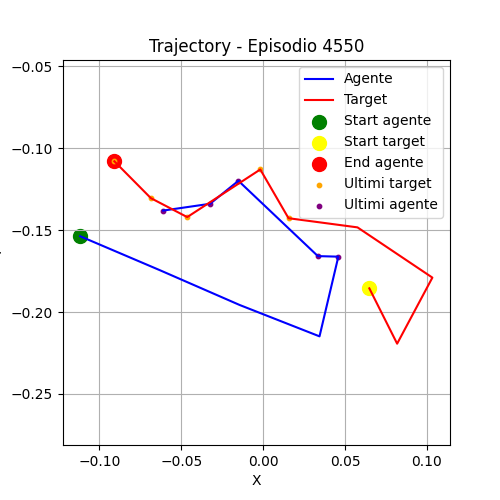 Trajectory - Episodio 4550
Agente
Target
Start agente
Start target
End agente
Ultimi target
Ultimi agente
−0.05
−0.10
−0.15
−0.20
−0.25
−0.10
−0.05
0.00
0.05
0.10
X